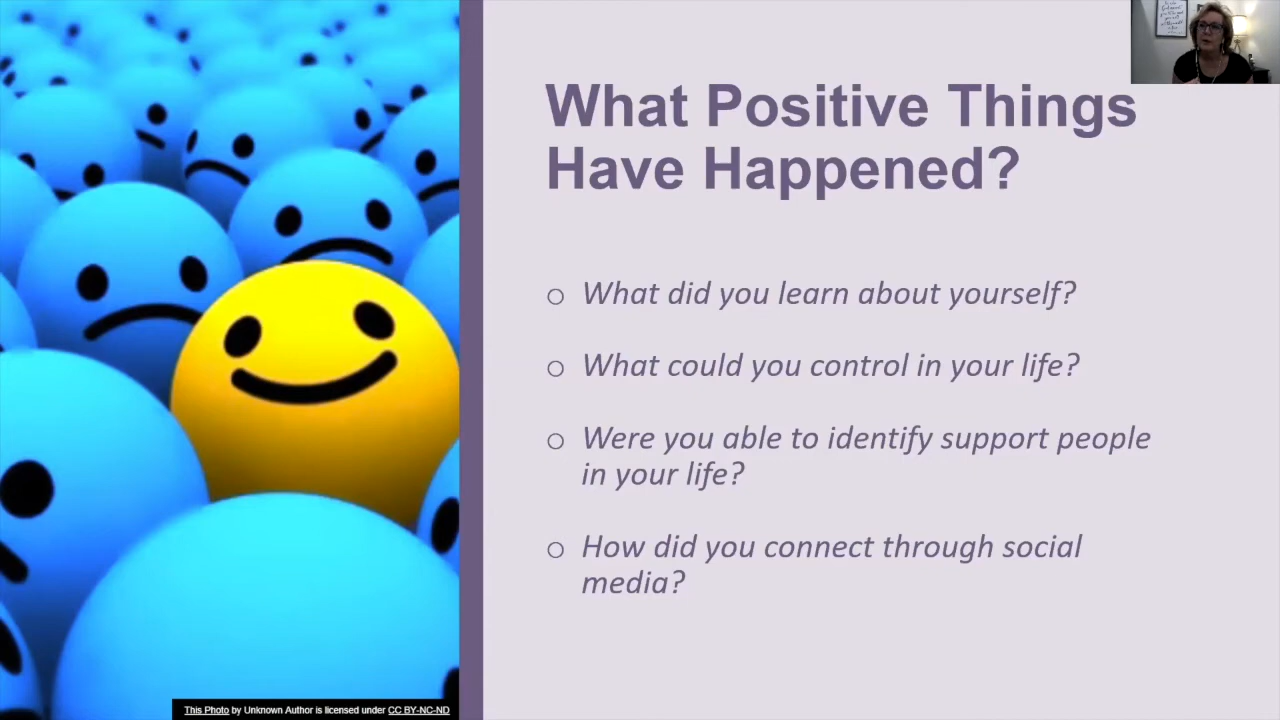 What Positive Things
Have Happened?
o What did you learn about yourself?
o What could you control in your life?
o Were you able to identify support people
in your life?
o How did you connect through social
media?
This Photo by Unknown Author is licensed under CC BY-NC-ND